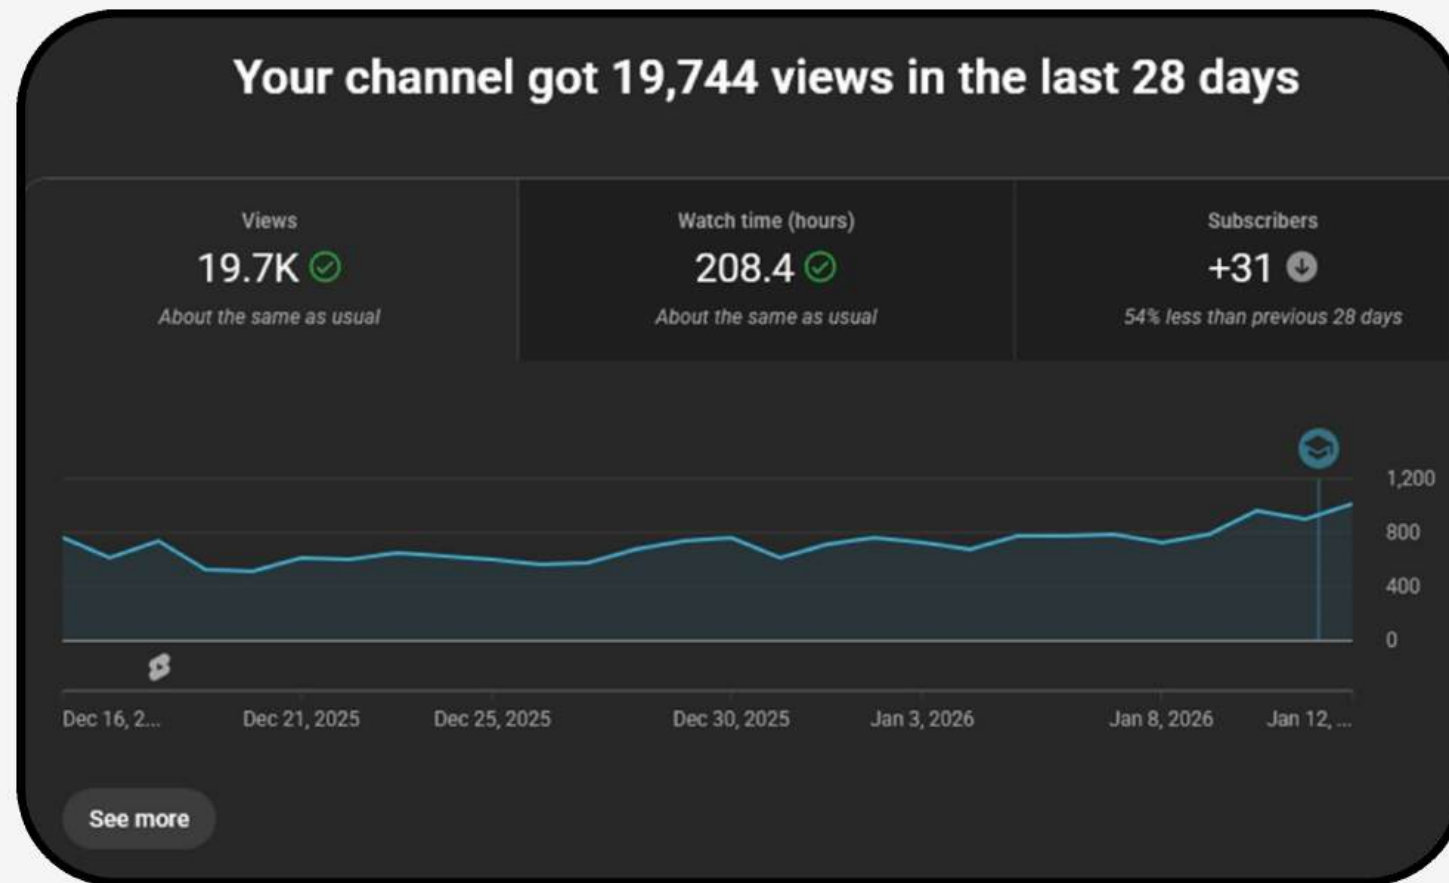 Your channel got 19,744 views in the last 28 days
Views
19.7K
About the same as usual
Watch time (hours)
208.4
About the same as usual
Subscribers
+31
54% less than previous 28 days
1,200
800
400
0
Dec 16, 2...
Dec 21, 2025
Dec 25, 2025
Dec 30, 2025
Jan 3, 2026
Jan 8, 2026
Jan 12, ...
See more